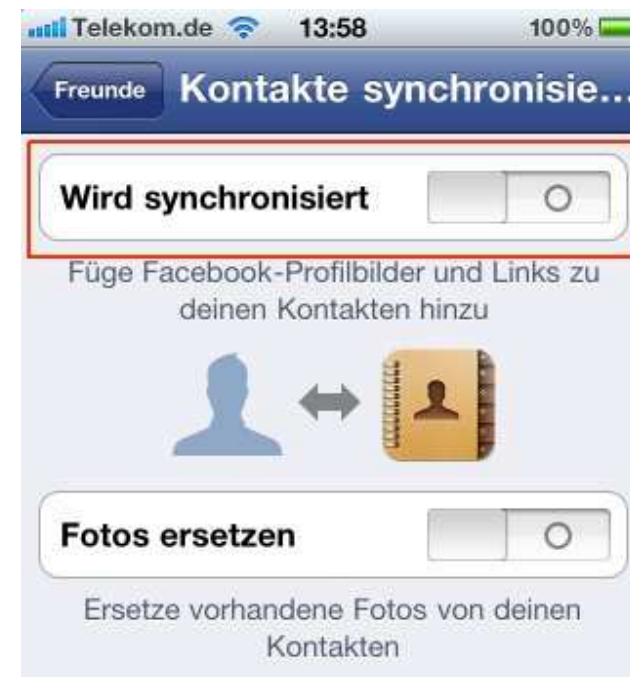 Telekom.de 13:58 100%
Freunde Kontakte synchronisie...
Wird synchronisiert
Füge Facebook-Profilbilder und Links zu
deinen Kontakten hinzu
Fotos ersetzen
Ersetze vorhandene Fotos von deinen
Kontakten